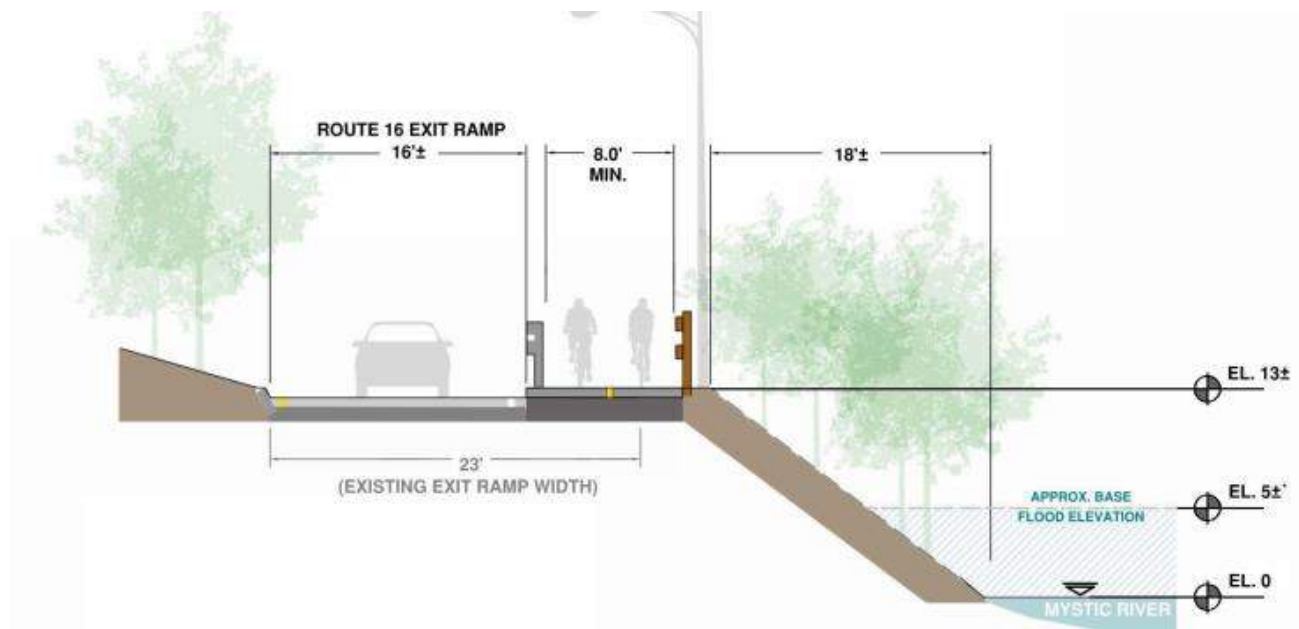 ROUTE 16 EXIT RAMP
16'±
8.0'
MIN.
18'±
EL. 13±
23'
(EXISTING EXIT RAMP WIDTH)
APPROX. BASE
FLOOD ELEVATION
EL. 5±'
EL. 0
MYSTIC RIVER